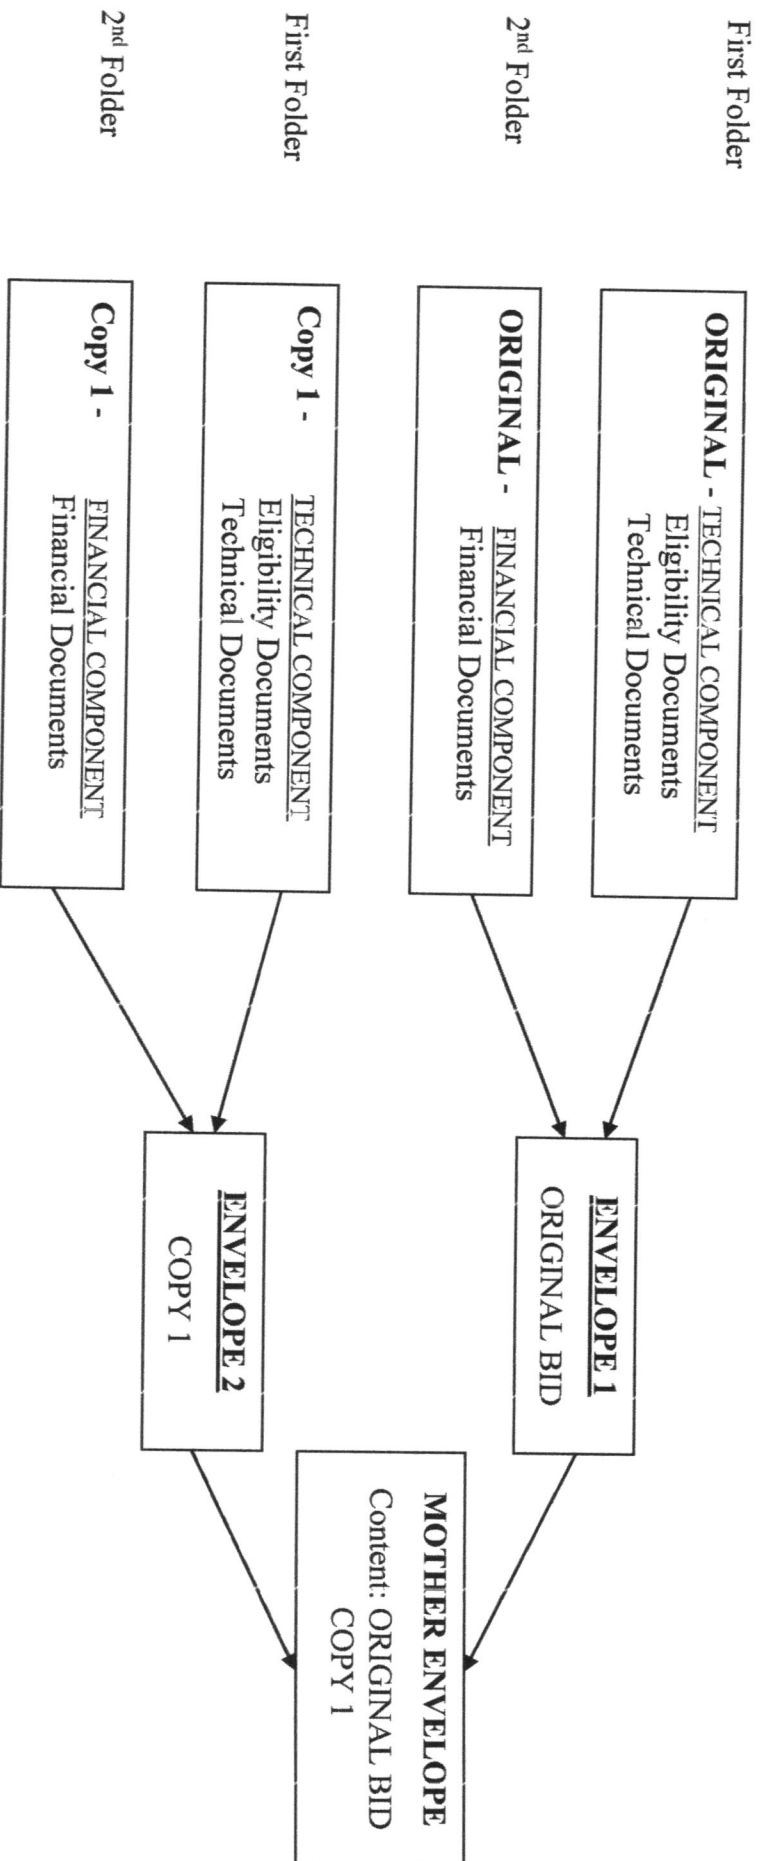 First Folder
ORIGINAL - TECHNICAL COMPONENT
Eligibility Documents
Technical Documents
2nd Folder
ORIGINAL - FINANCIAL COMPONENT
Financial Documents
First Folder
Copy 1 - TECHNICAL COMPONENT
Eligibility Documents
Technical Documents
2nd Folder
Copy 1 - FINANCIAL COMPONENT
Financial Documents
ENVELOPE 1
ORIGINAL BID
ENVELOPE 2
COPY 1
MOTHER ENVELOPE
Content: ORIGINAL BID
COPY 1